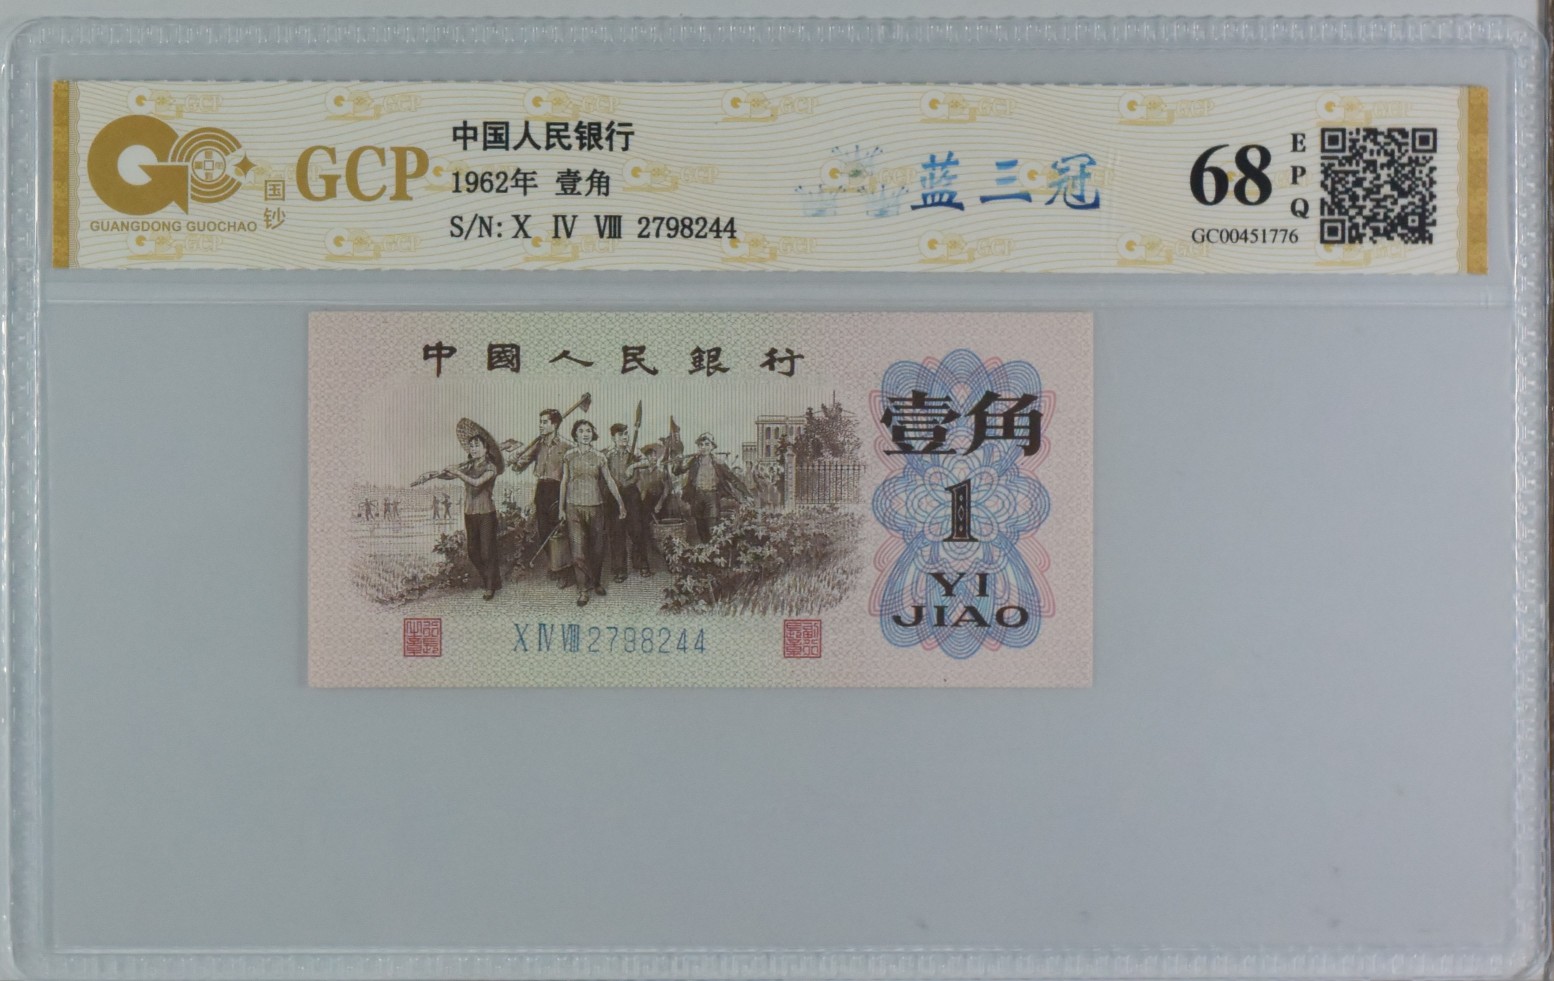 GCP
国钞
GUANGDONG GUOCHAO
中国人民银行
1962年 壹角
S/N: X IV VIII 2798244
蓝三冠
68
EPQ
GC00451776
中國人民銀行
壹角
1
YI
JIAO
X IV VIII 2798244